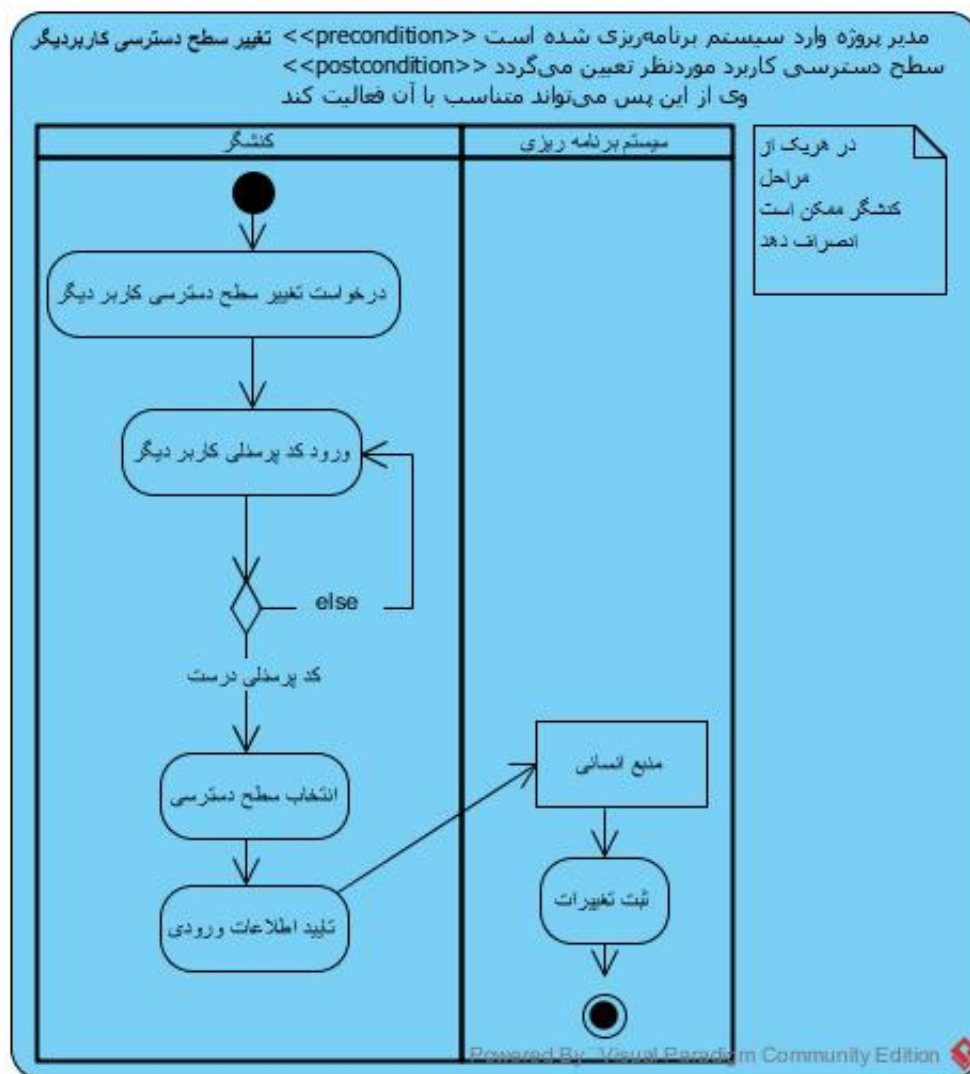 تغییر سطح دسترسی کاربردیگر <<precondition>> مدیر پروژه وارد سیستم برنامه‌ریزی شده است
<<postcondition>> سطح دسترسی کاربرد موردنظر تعیین می‌گردد
وی از این پس می‌تواند متناسب با آن فعالیت کند
کنشگر
سیستم برنامه ریزی
در هریک از
مراحل
کنشگر ممکن است
انصراف دهد
درخواست تغییر سطح دسترسی کاربر دیگر
ورود کد پرسنلی کاربر دیگر
else
کد پرسنلی درست
انتخاب سطح دسترسی
تایید اطلاعات ورودی
منبع انسانی
ثبت تغییرات
Powered By Visual Paradigm Community Edition